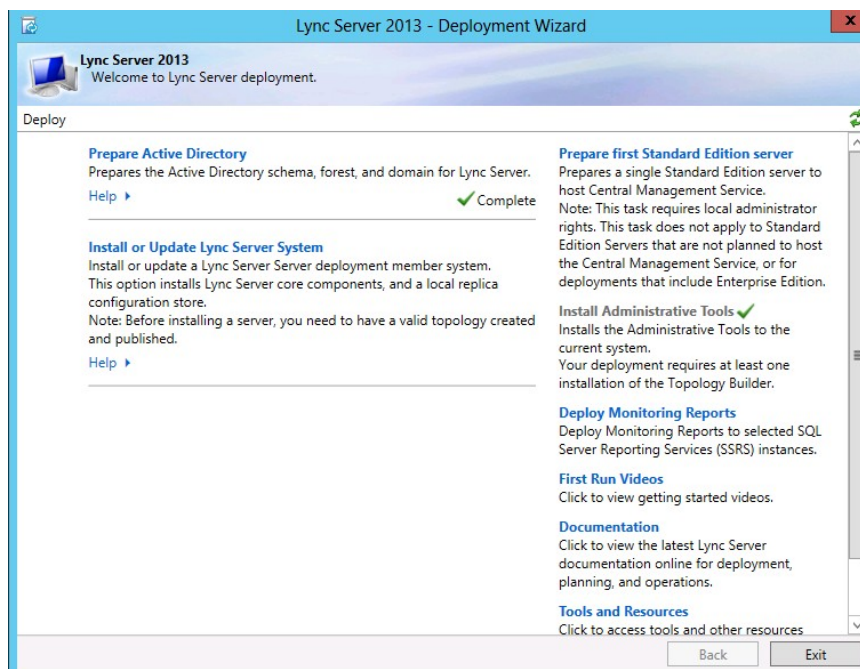 Lync Server 2013 - Deployment Wizard
x
Lync Server 2013
Welcome to Lync Server deployment.
Deploy
Prepare Active Directory
Prepares the Active Directory schema, forest, and domain for Lync Server.
Help
Complete
Install or Update Lync Server System
Install or update a Lync Server Server deployment member system.
This option installs Lync Server core components, and a local replica
configuration store.
Note: Before installing a server, you need to have a valid topology created
and published.
Help
Prepare first Standard Edition server
Prepares a single Standard Edition server to
host Central Management Service.
Note: This task requires local administrator
rights. This task does not apply to Standard
Edition Servers that are not planned to host
the Central Management Service, or for
deployments that include Enterprise Edition.
Install Administrative Tools
Installs the Administrative Tools to the
current system.
Your deployment requires at least one
installation of the Topology Builder.
Deploy Monitoring Reports
Deploy Monitoring Reports to selected SQL
Server Reporting Services (SSRS) instances.
First Run Videos
Click to view getting started videos.
Documentation
Click to view the latest Lync Server
documentation online for deployment,
planning, and operations.
Tools and Resources
Click to access tools and other resources
Back
Exit